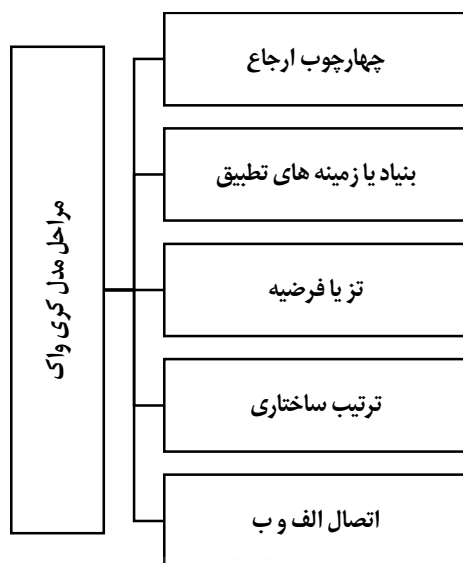 مراحل مدل کری واک
چهارچوب ارجاع
بنیاد یا زمینه های تطبیق
تز یا فرضیه
ترتیب ساختاری
اتصال الف و ب